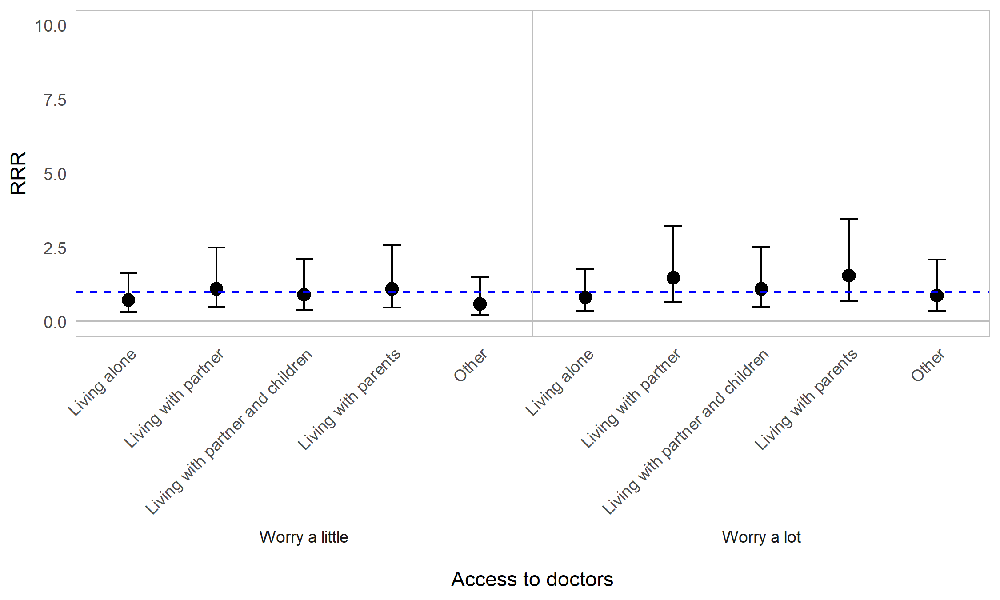 10.0
7.5
5.0
2.5
0.0
RRR
Living alone
Living with partner
Living with partner and children
Living with parents
Other
Living alone
Living with partner
Living with partner and children
Living with parents
Other
Worry a little
Worry a lot
Access to doctors